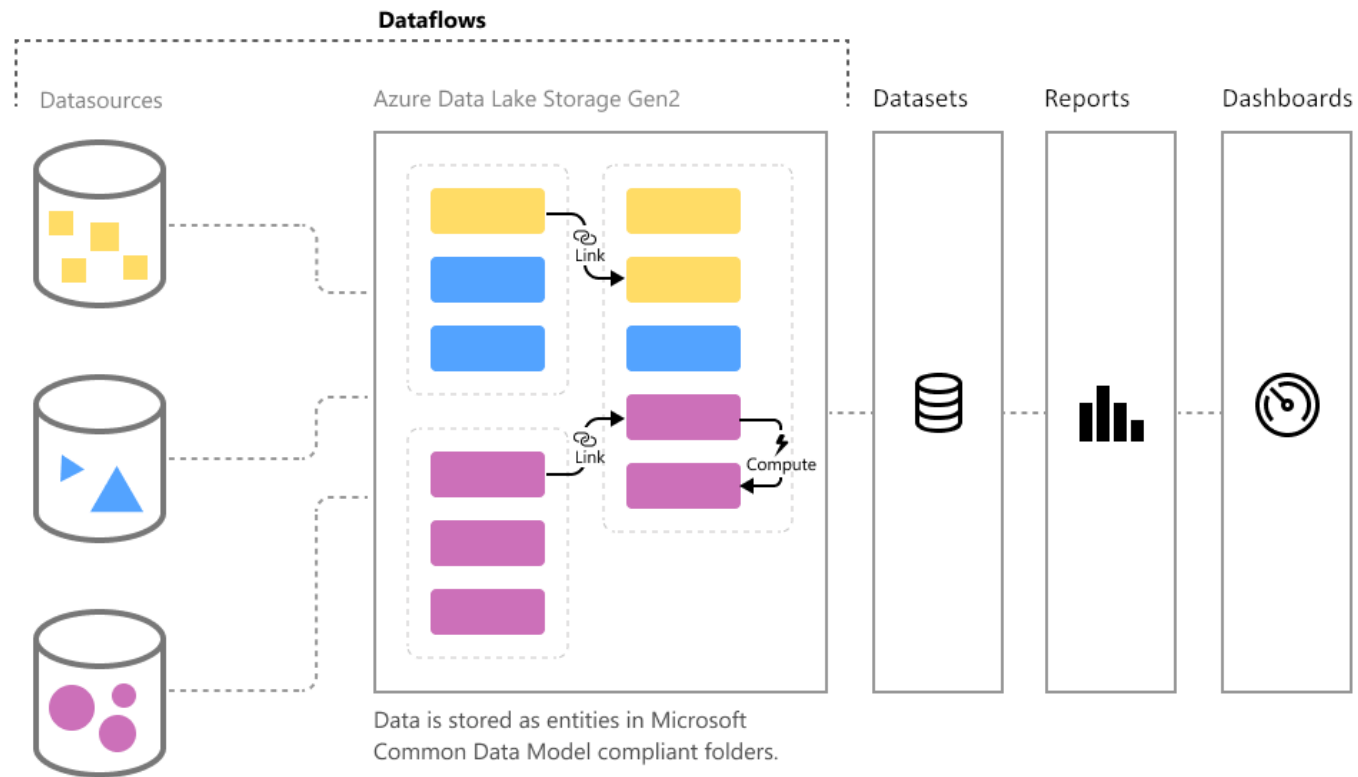 Dataflows
Datasources
Azure Data Lake Storage Gen2
Datasets
Reports
Dashboards
Link
Link
Compute
Data is stored as entities in Microsoft
Common Data Model compliant folders.